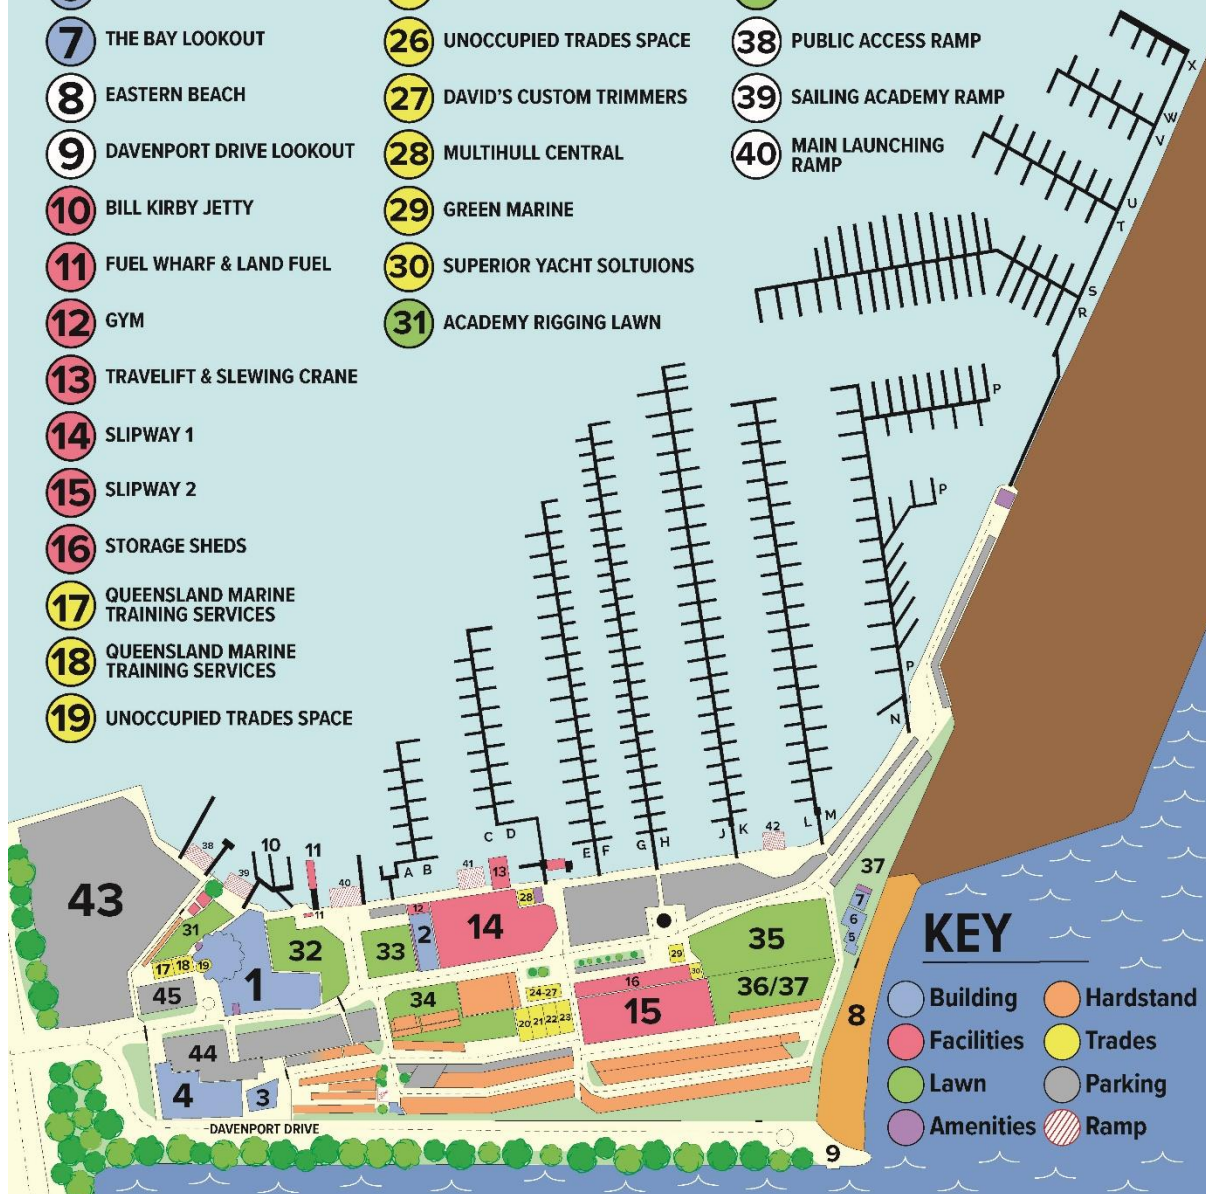 7 THE BAY LOOKOUT
8 EASTERN BEACH
9 DAVENPORT DRIVE LOOKOUT
10 BILL KIRBY JETTY
11 FUEL WHARF & LAND FUEL
12 GYM
13 TRAVELIFT & SLEWING CRANE
14 SLIPWAY 1
15 SLIPWAY 2
16 STORAGE SHEDS
17 QUEENSLAND MARINE
TRAINING SERVICES
18 QUEENSLAND MARINE
TRAINING SERVICES
19 UNOCCUPIED TRADES SPACE
26 UNOCCUPIED TRADES SPACE
27 DAVID'S CUSTOM TRIMMERS
28 MULTIHULL CENTRAL
29 GREEN MARINE
30 SUPERIOR YACHT SOLTUIONS
31 ACADEMY RIGGING LAWN
38 PUBLIC ACCESS RAMP
39 SAILING ACADEMY RAMP
40 MAIN LAUNCHING
RAMP
X
W
V
U
T
S
R
P
P
P
N
A B
C D
E F
G H
J K
L M
38
39
10
11
11
40
41
13
42
43
31
17 18 19
45
1
32
33
12
2
14
28
34
24-27
20 21 22 23
16
15
29
30
35
36/37
37
7
6
5
8
44
4
3
DAVENPORT DRIVE
9
KEY
Building
Hardstand
Facilities
Trades
Lawn
Parking
Amenities
Ramp